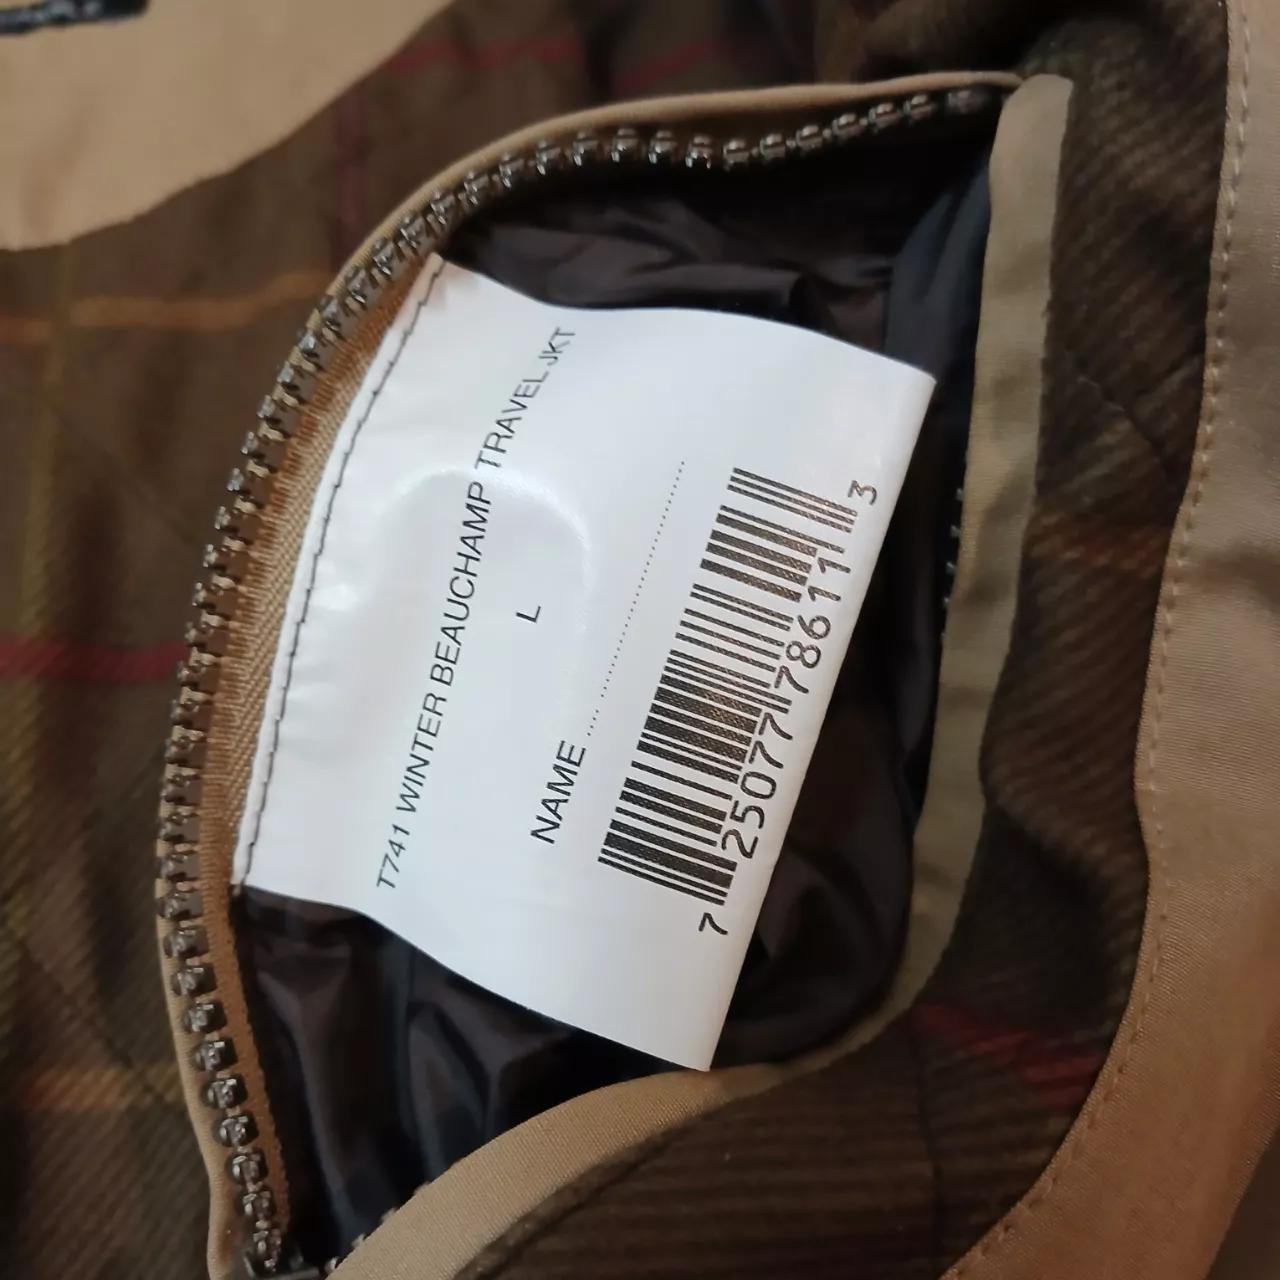 T741 WINTER BEAUCHAMP TRAVEL JKT
L
NAME ........................................
7 25077 78611 3